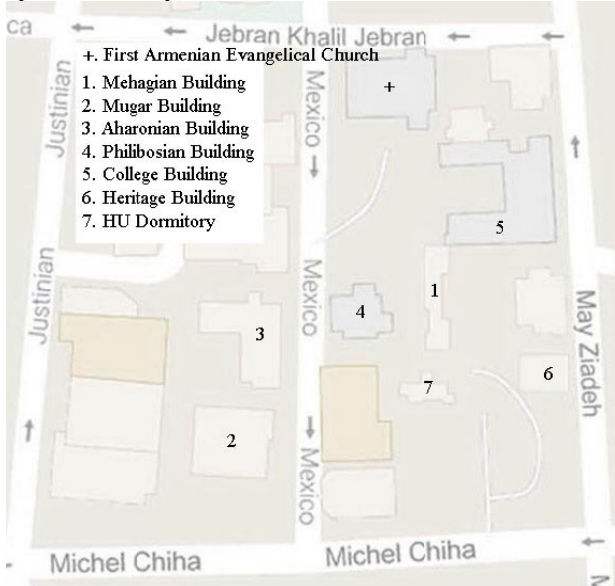 ca
Jebran Khalil Jebran
+. First Armenian Evangelical Church
1. Mehagian Building
2. Mugar Building
3. Aharonian Building
4. Philibosian Building
5. College Building
6. Heritage Building
7. HU Dormitory
Justinian
Mexico
+
5
Justinian
Mexico
1
4
3
May Ziadeh
6
7
2
Mexico
Michel Chiha
Michel Chiha